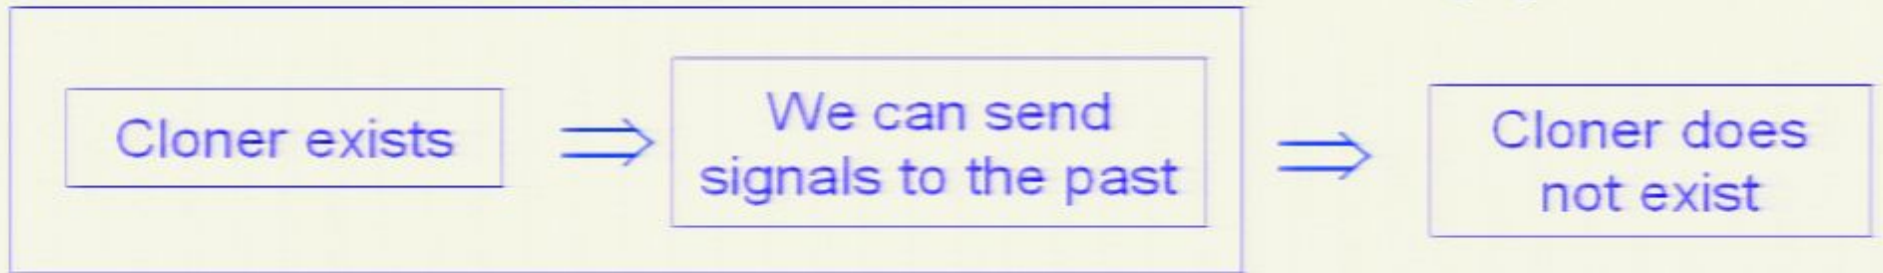 Cloner exists
We can send
signals to the past
Cloner does
not exist